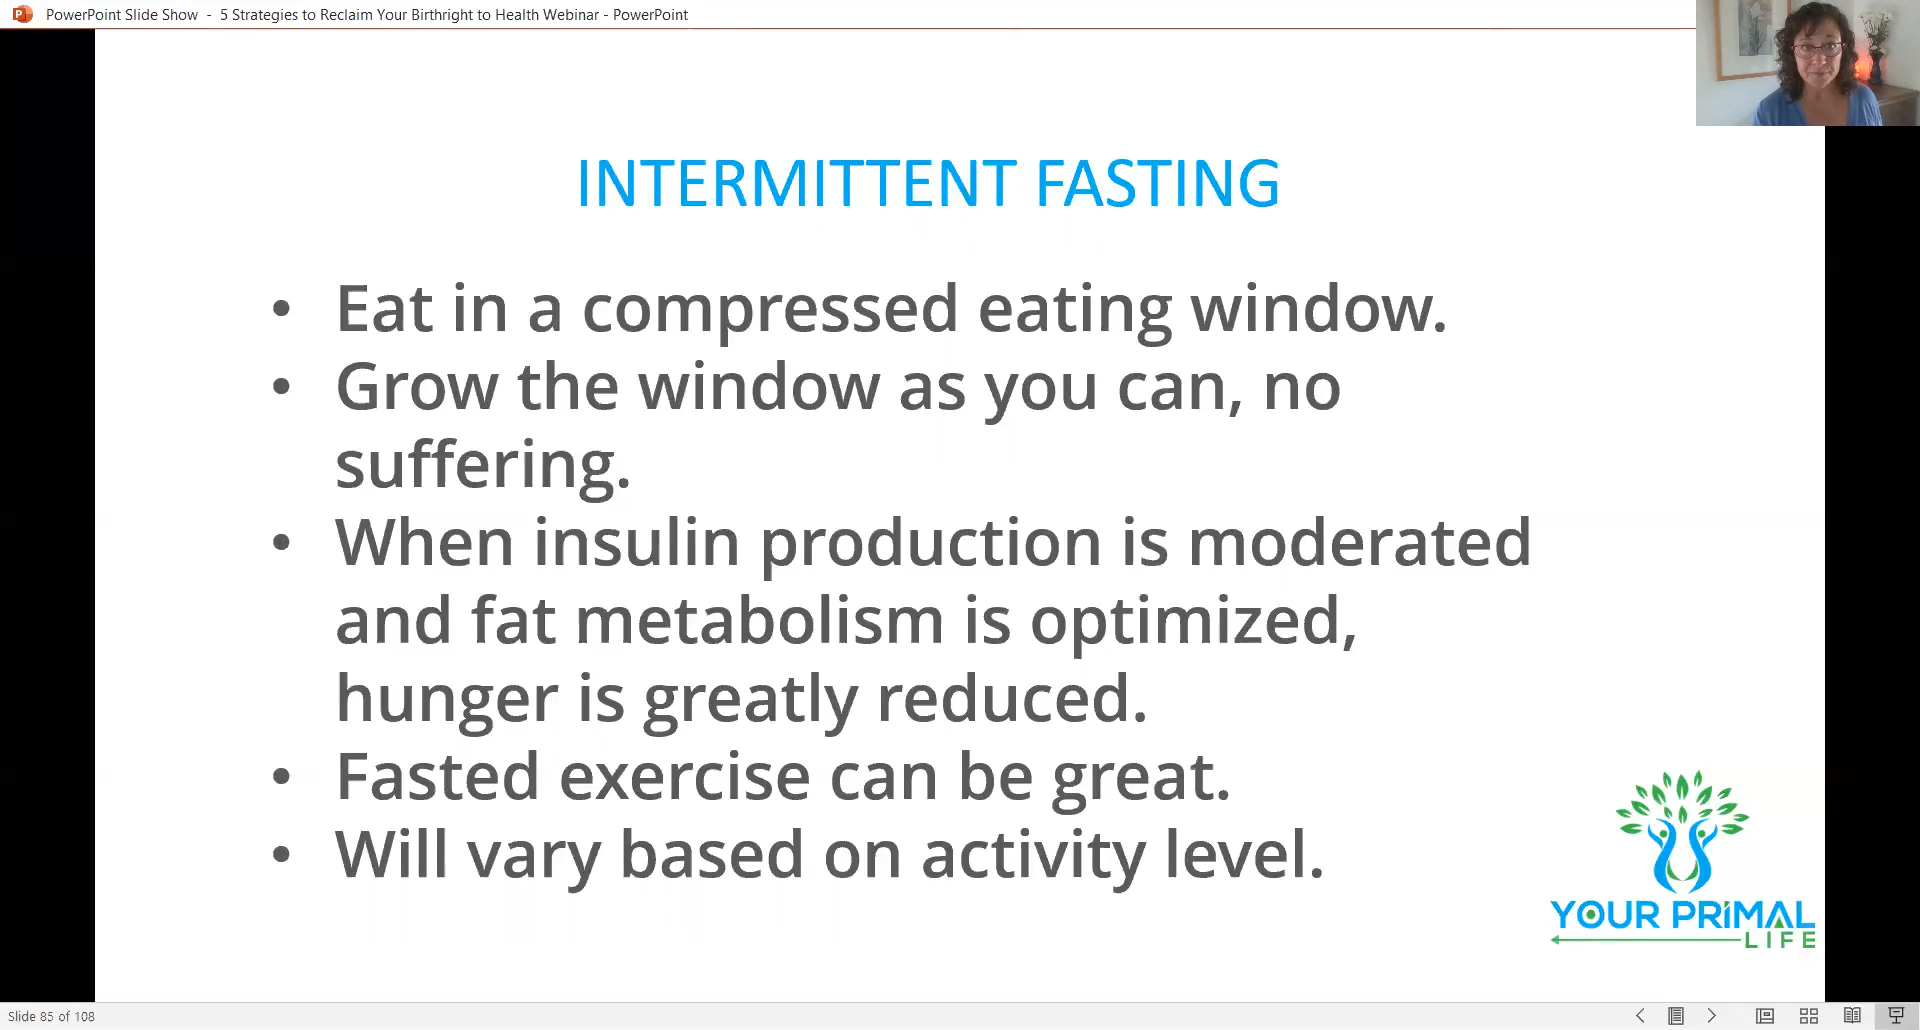 PowerPoint Slide Show - 5 Strategies to Reclaim Your Birthright to Health Webinar - PowerPoint
INTERMITTENT FASTING
• Eat in a compressed eating window.
• Grow the window as you can, no
suffering.
• When insulin production is moderated
and fat metabolism is optimized,
hunger is greatly reduced.
• Fasted exercise can be great.
• Will vary based on activity level.
YOUR PRIMAL
LIFE
Slide 85 of 108